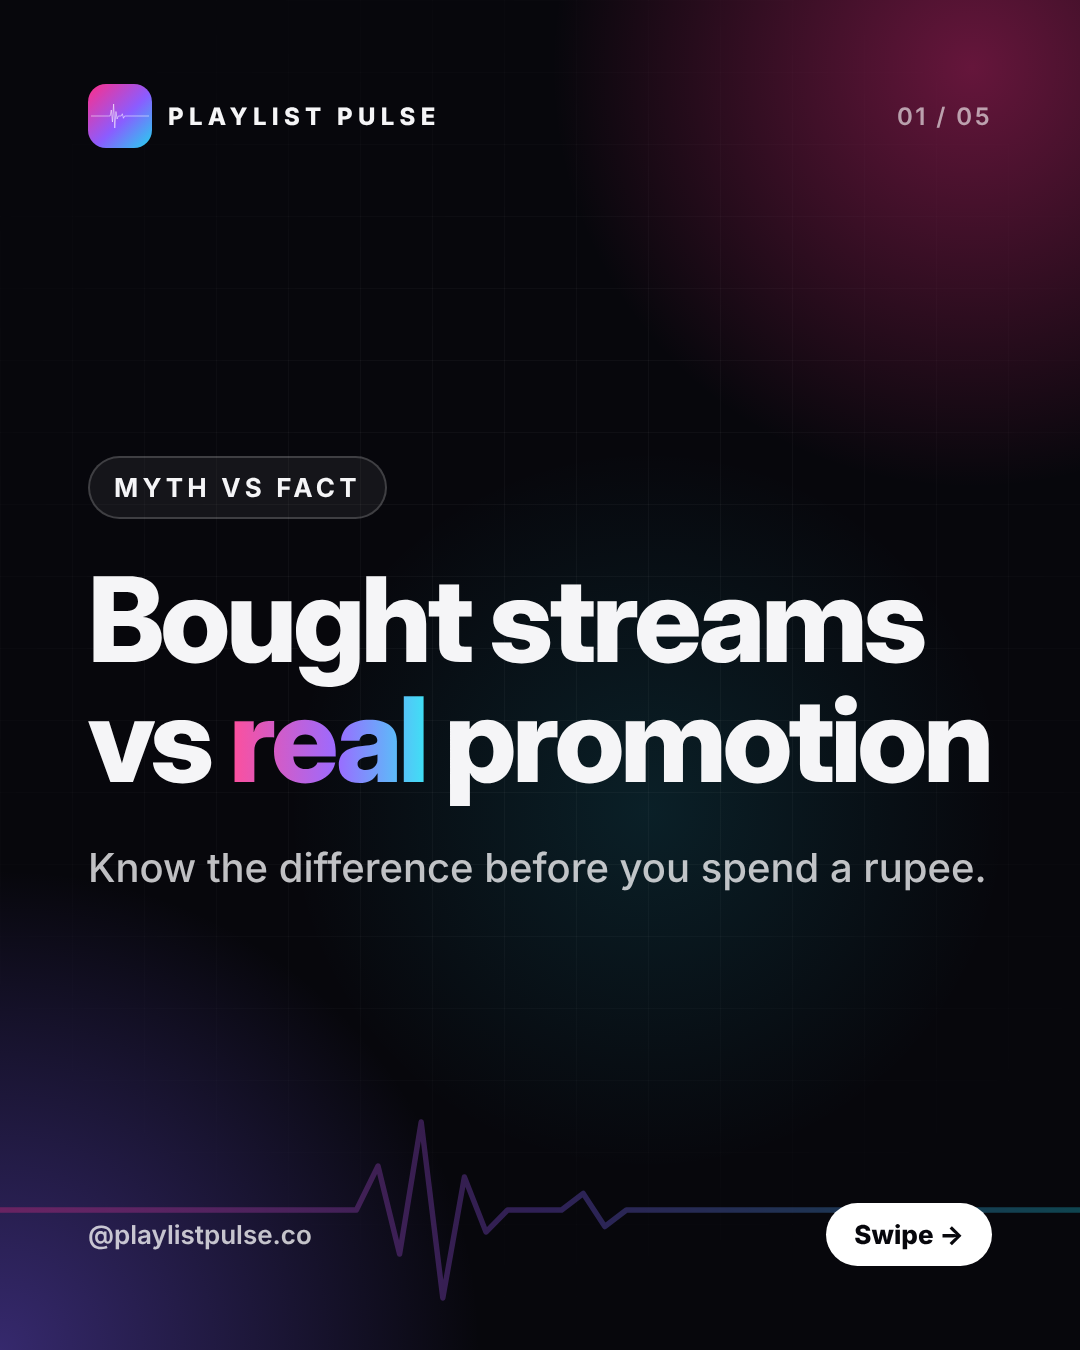 PLAYLIST PULSE
01 / 05
MYTH VS FACT
Bought streams
vs real promotion
Know the difference before you spend a rupee.
@playlistpulse.co
Swipe →